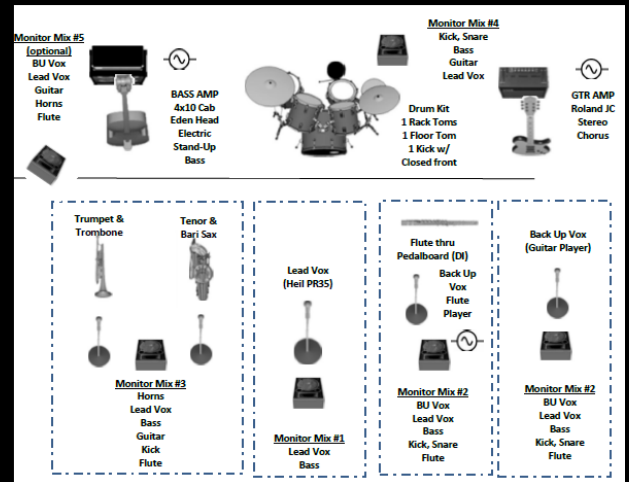 Monitor Mix #5
(optional)
BU Vox
Lead Vox
Guitar
Horns
Flute
BASS AMP
4x10 Cab
Eden Head
Electric
Stand-Up
Bass
Monitor Mix #4
Kick, Snare
Bass
Guitar
Lead Vox
Drum Kit
1 Rack Toms
1 Floor Tom
1 Kick w/
Closed front
GTR AMP
Roland JC
Stereo
Chorus
Trumpet &
Trombone
Tenor &
Bari Sax
Monitor Mix #3
Horns
Lead Vox
Bass
Guitar
Kick
Flute
Lead Vox
(Heil PR35)
Monitor Mix #1
Lead Vox
Bass
Flute thru
Pedalboard (DI)
Back Up
Vox
Flute
Player
Monitor Mix #2
BU Vox
Lead Vox
Bass
Kick, Snare
Flute
Back Up Vox
(Guitar Player)
Monitor Mix #2
BU Vox
Lead Vox
Bass
Kick, Snare
Flute